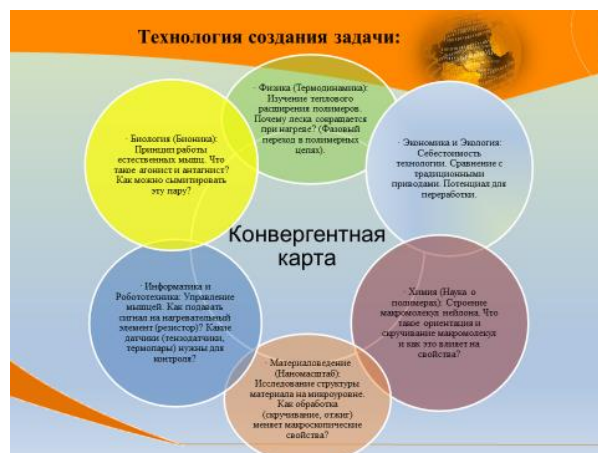 Технология создания задачи:
· Физика (Термодинамика):
Изучение теплового
расширения полимеров.
Почему леска сокращается
при нагреве? (Фазовый
переход в полимерных
цепях).
· Экономика и Экология:
Себестоимость
технологии. Сравнение с
традиционными
приводами. Потенциал для
переработки.
· Химия (Наука о
полимерах): Строение
макромолекул нейлона. Что
такое ориентация и
скручивание макромолекул
и как это влияет на
свойства?
· Материаловедение
(Наномасштаб):
Исследование структуры
материала на микроуровне.
Как обработка
(скручивание, отжиг)
меняет макроскопические
свойства?
· Информатика и
Робототехника: Управление
мышцей. Как подавать
сигнал на нагревательный
элемент (резистор)? Какие
датчики (тензодатчики,
термопары) нужны для
контроля?
· Биология (Бионика):
Принцип работы
естественных мышц. Что
такое агонист и антагнист?
Как можно сымитировать
эту пару?
Конвергентная
карта